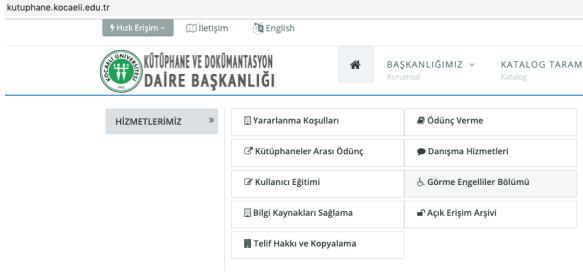 kutuphane.kocaeli.edu.tr
Hızlı Erişim
İletişim
English
KÜTÜPHANE VE DOKÜMANTASYON
DAİRE BAŞKANLIĞI
BAŞKANLIĞIMIZ
Kurumsal
KATALOG TARAM
Katalog
HİZMETLERİMİZ
Yararlanma Koşulları
Ödünç Verme
Kütüphaneler Arası Ödünç
Danışma Hizmetleri
Kullanıcı Eğitimi
Görme Engelliler Bölümü
Bilgi Kaynakları Sağlama
Açık Erişim Arşivi
Telif Hakkı ve Kopyalama